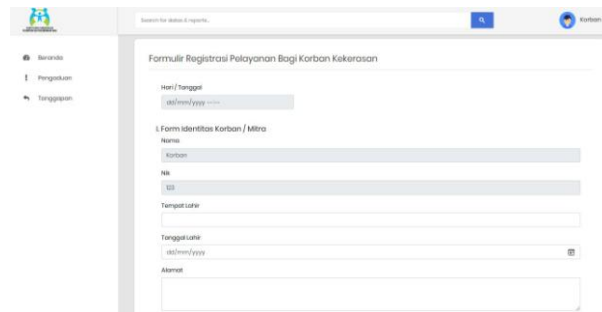 Search for datas & reports...
Korban
Beranda
Pengaduan
Tanggapan
Formulir Registrasi Pelayanan Bagi Korban Kekerasan
Hari / Tanggal
dd/mm/yyyy --:--
I. Form Identitas Korban / Mitra
Nama
Korban
Nik
123
Tempat Lahir
Tanggal Lahir
dd/mm/yyyy
Alamat